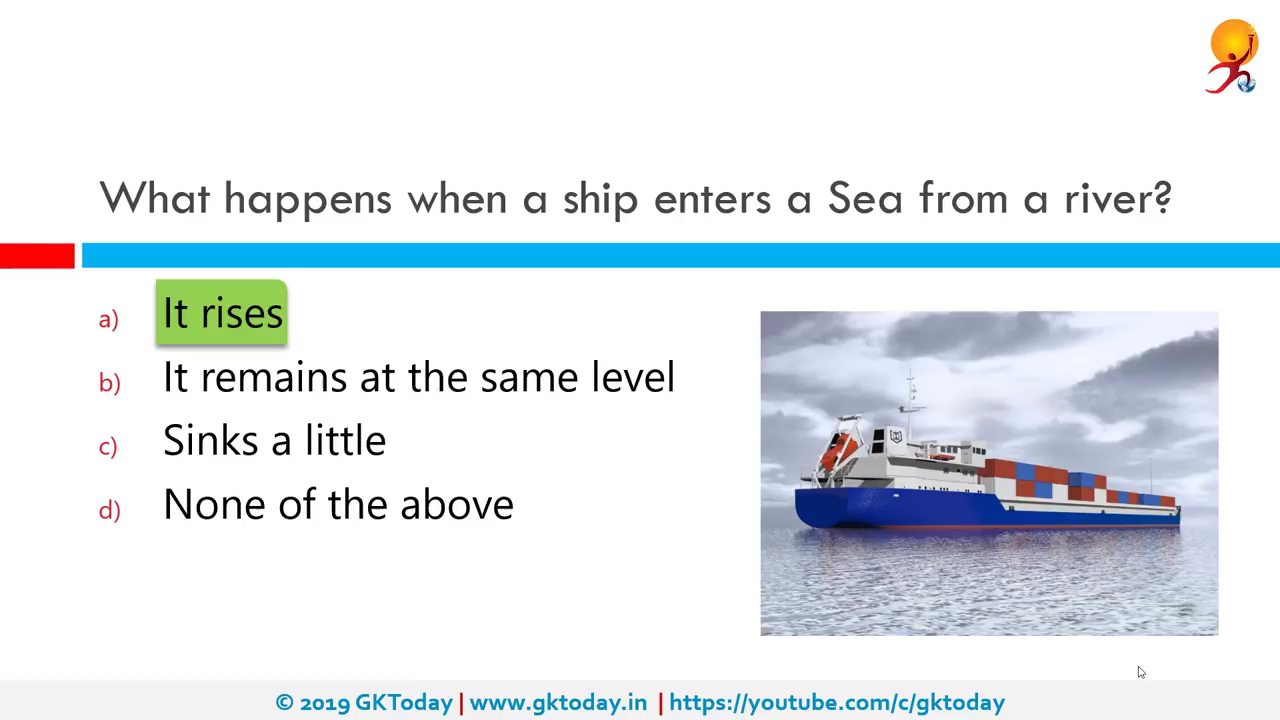 What happens when a ship enters a Sea from a river?
a) It rises
b) It remains at the same level
c) Sinks a little
d) None of the above
© 2019 GKToday | www.gktoday.in | https://youtube.com/c/gktoday